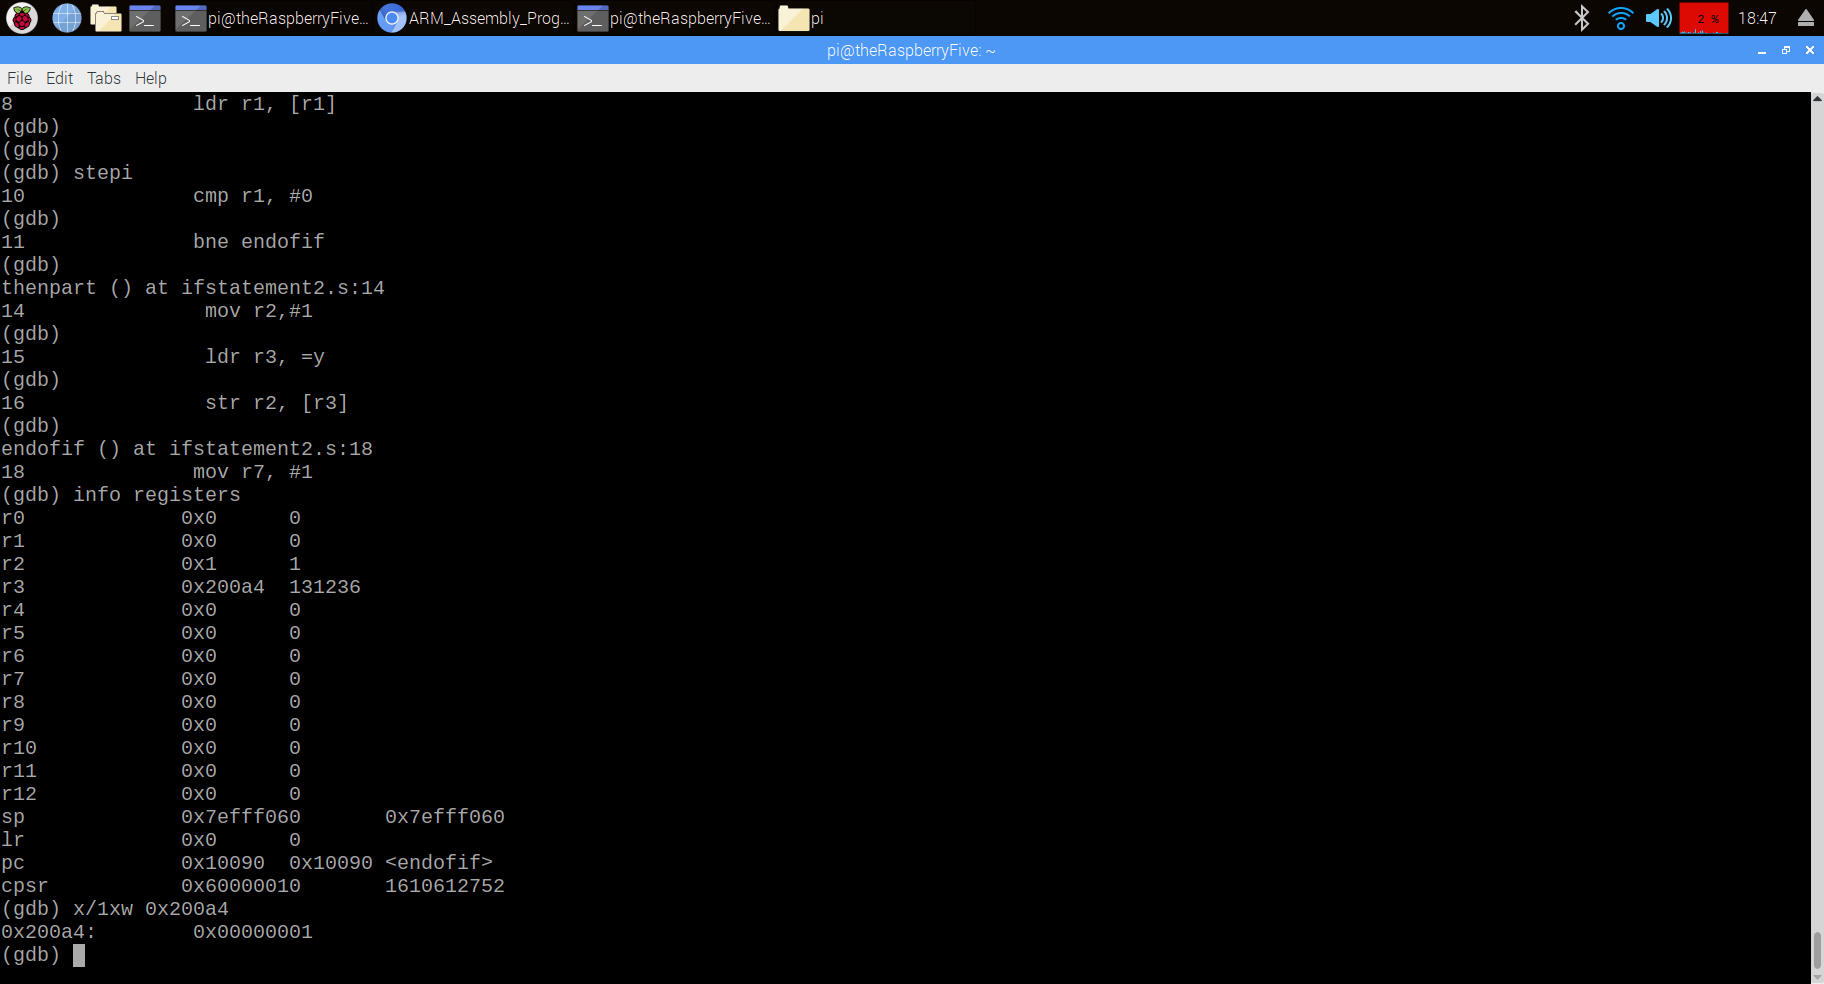 pi@theRaspberryFive... ARM_Assembly_Prog... pi@theRaspberryFive... pi 2 % 18:47
pi@theRaspberryFive: ~
File Edit Tabs Help
8               ldr r1, [r1]
(gdb)
(gdb)
(gdb) stepi
10              cmp r1, #0
(gdb)
11              bne endofif
(gdb)
thenpart () at ifstatement2.s:14
14               mov r2,#1
(gdb)
15               ldr r3, =y
(gdb)
16               str r2, [r3]
(gdb)
endofif () at ifstatement2.s:18
18              mov r7, #1
(gdb) info registers
r0             0x0      0
r1             0x0      0
r2             0x1      1
r3             0x200a4  131236
r4             0x0      0
r5             0x0      0
r6             0x0      0
r7             0x0      0
r8             0x0      0
r9             0x0      0
r10            0x0      0
r11            0x0      0
r12            0x0      0
sp             0x7efff060       0x7efff060
lr             0x0      0
pc             0x10090  0x10090 <endofif>
cpsr           0x60000010       1610612752
(gdb) x/1xw 0x200a4
0x200a4:        0x00000001
(gdb)